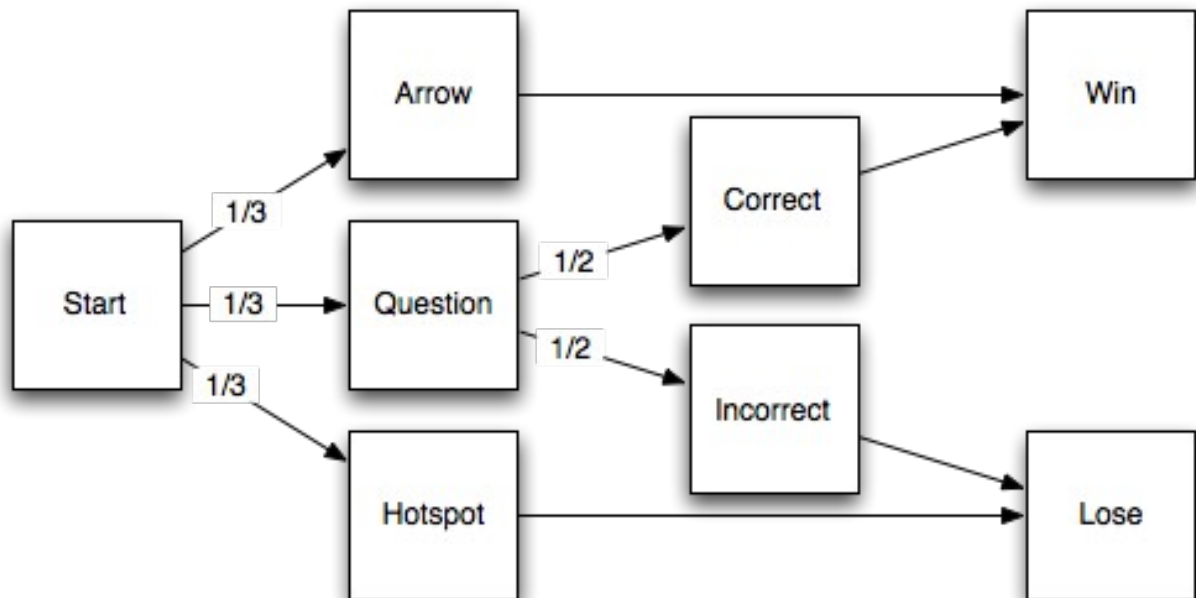 Arrow
Win
Correct
1/3
1/2
Start
1/3
Question
1/2
1/3
Incorrect
Hotspot
Lose